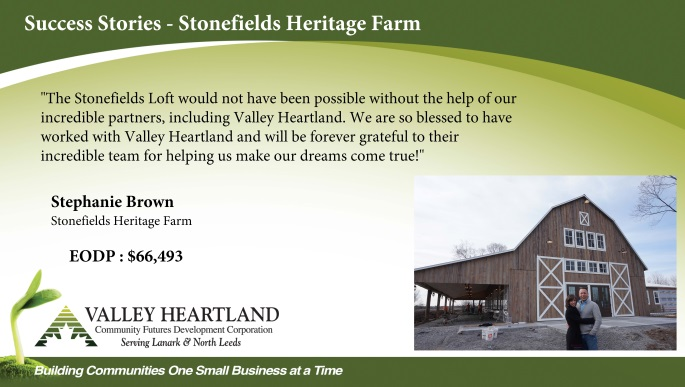 Success Stories - Stonefields Heritage Farm
"The Stonefields Loft would not have been possible without the help of our
incredible partners, including Valley Heartland. We are so blessed to have
worked with Valley Heartland and will be forever grateful to their
incredible team for helping us make our dreams come true!"
Stephanie Brown
Stonefields Heritage Farm
EODP : $66,493
VALLEY HEARTLAND
Community Futures Development Corporation
Serving Lanark & North Leeds
Building Communities One Small Business at a Time